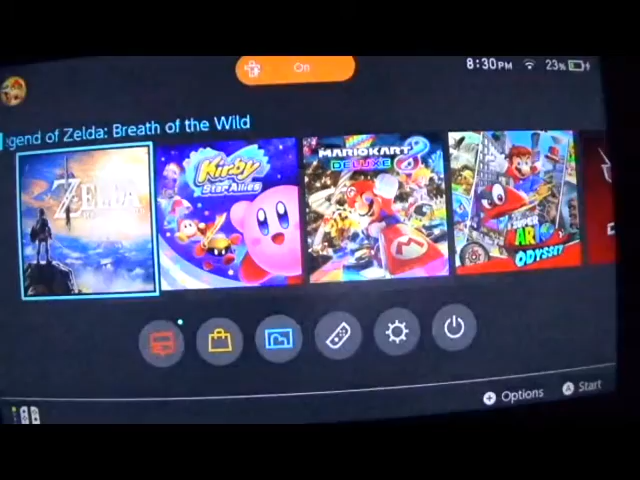 On
8:30PM
23%
egend of Zelda: Breath of the Wild
ZELDA
Kirby
Star Allies
MARIOKART 8
DELUXE
SUPER
MARIO
ODYSSEY
Options
A Start